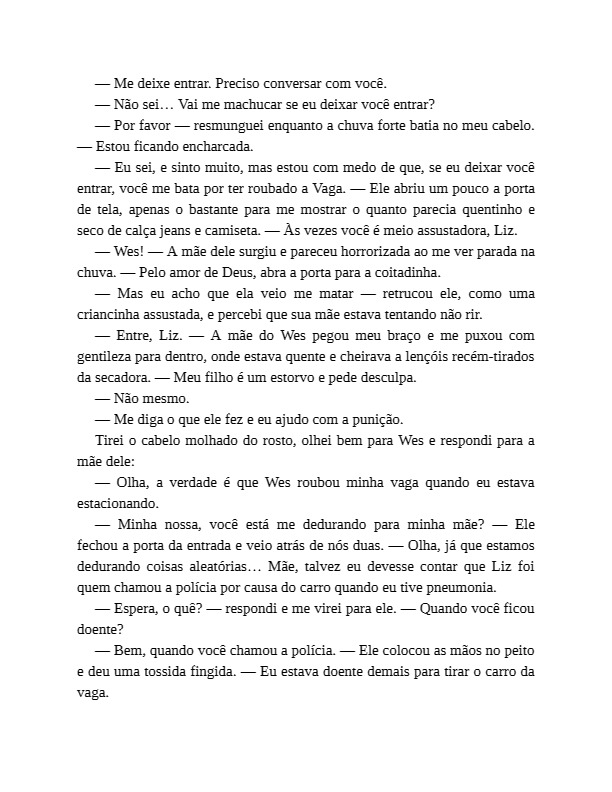 — Me deixe entrar. Preciso conversar com você.
— Não sei… Vai me machucar se eu deixar você entrar?
— Por favor — resmunguei enquanto a chuva forte batia no meu cabelo.
— Estou ficando encharcada.
— Eu sei, e sinto muito, mas estou com medo de que, se eu deixar você
entrar, você me bata por ter roubado a Vaga. — Ele abriu um pouco a porta
de tela, apenas o bastante para me mostrar o quanto parecia quentinho e
seco de calça jeans e camiseta. — Às vezes você é meio assustadora, Liz.
— Wes! — A mãe dele surgiu e pareceu horrorizada ao me ver parada na
chuva. — Pelo amor de Deus, abra a porta para a coitadinha.
— Mas eu acho que ela veio me matar — retrucou ele, como uma
criancinha assustada, e percebi que sua mãe estava tentando não rir.
— Entre, Liz. — A mãe do Wes pegou meu braço e me puxou com
gentileza para dentro, onde estava quente e cheirava a lençóis recém-tirados
da secadora. — Meu filho é um estorvo e pede desculpa.
— Não mesmo.
— Me diga o que ele fez e eu ajudo com a punição.
Tirei o cabelo molhado do rosto, olhei bem para Wes e respondi para a
mãe dele:
— Olha, a verdade é que Wes roubou minha vaga quando eu estava
estacionando.
— Minha nossa, você está me dedurando para minha mãe? — Ele
fechou a porta da entrada e veio atrás de nós duas. — Olha, já que estamos
dedurando coisas aleatórias… Mãe, talvez eu devesse contar que Liz foi
quem chamou a polícia por causa do carro quando eu tive pneumonia.
— Espera, o quê? — respondi e me virei para ele. — Quando você ficou
doente?
— Bem, quando você chamou a polícia. — Ele colocou as mãos no peito
e deu uma tossida fingida. — Eu estava doente demais para tirar o carro da
vaga.